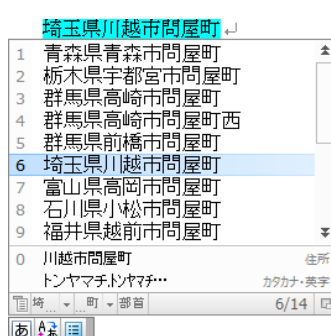 埼玉県川越市問屋町↵
1 青森県青森市問屋町
2 栃木県宇都宮市問屋町
3 群馬県高崎市問屋町
4 群馬県高崎市問屋町西
5 群馬県前橋市問屋町
6 埼玉県川越市問屋町
7 富山県高岡市問屋町
8 石川県小松市問屋町
9 福井県越前市問屋町
0 川越市問屋町 住所
トンヤマチ,トンヤマチ… カタカナ・英字
埼 町 部首 6/14
あ